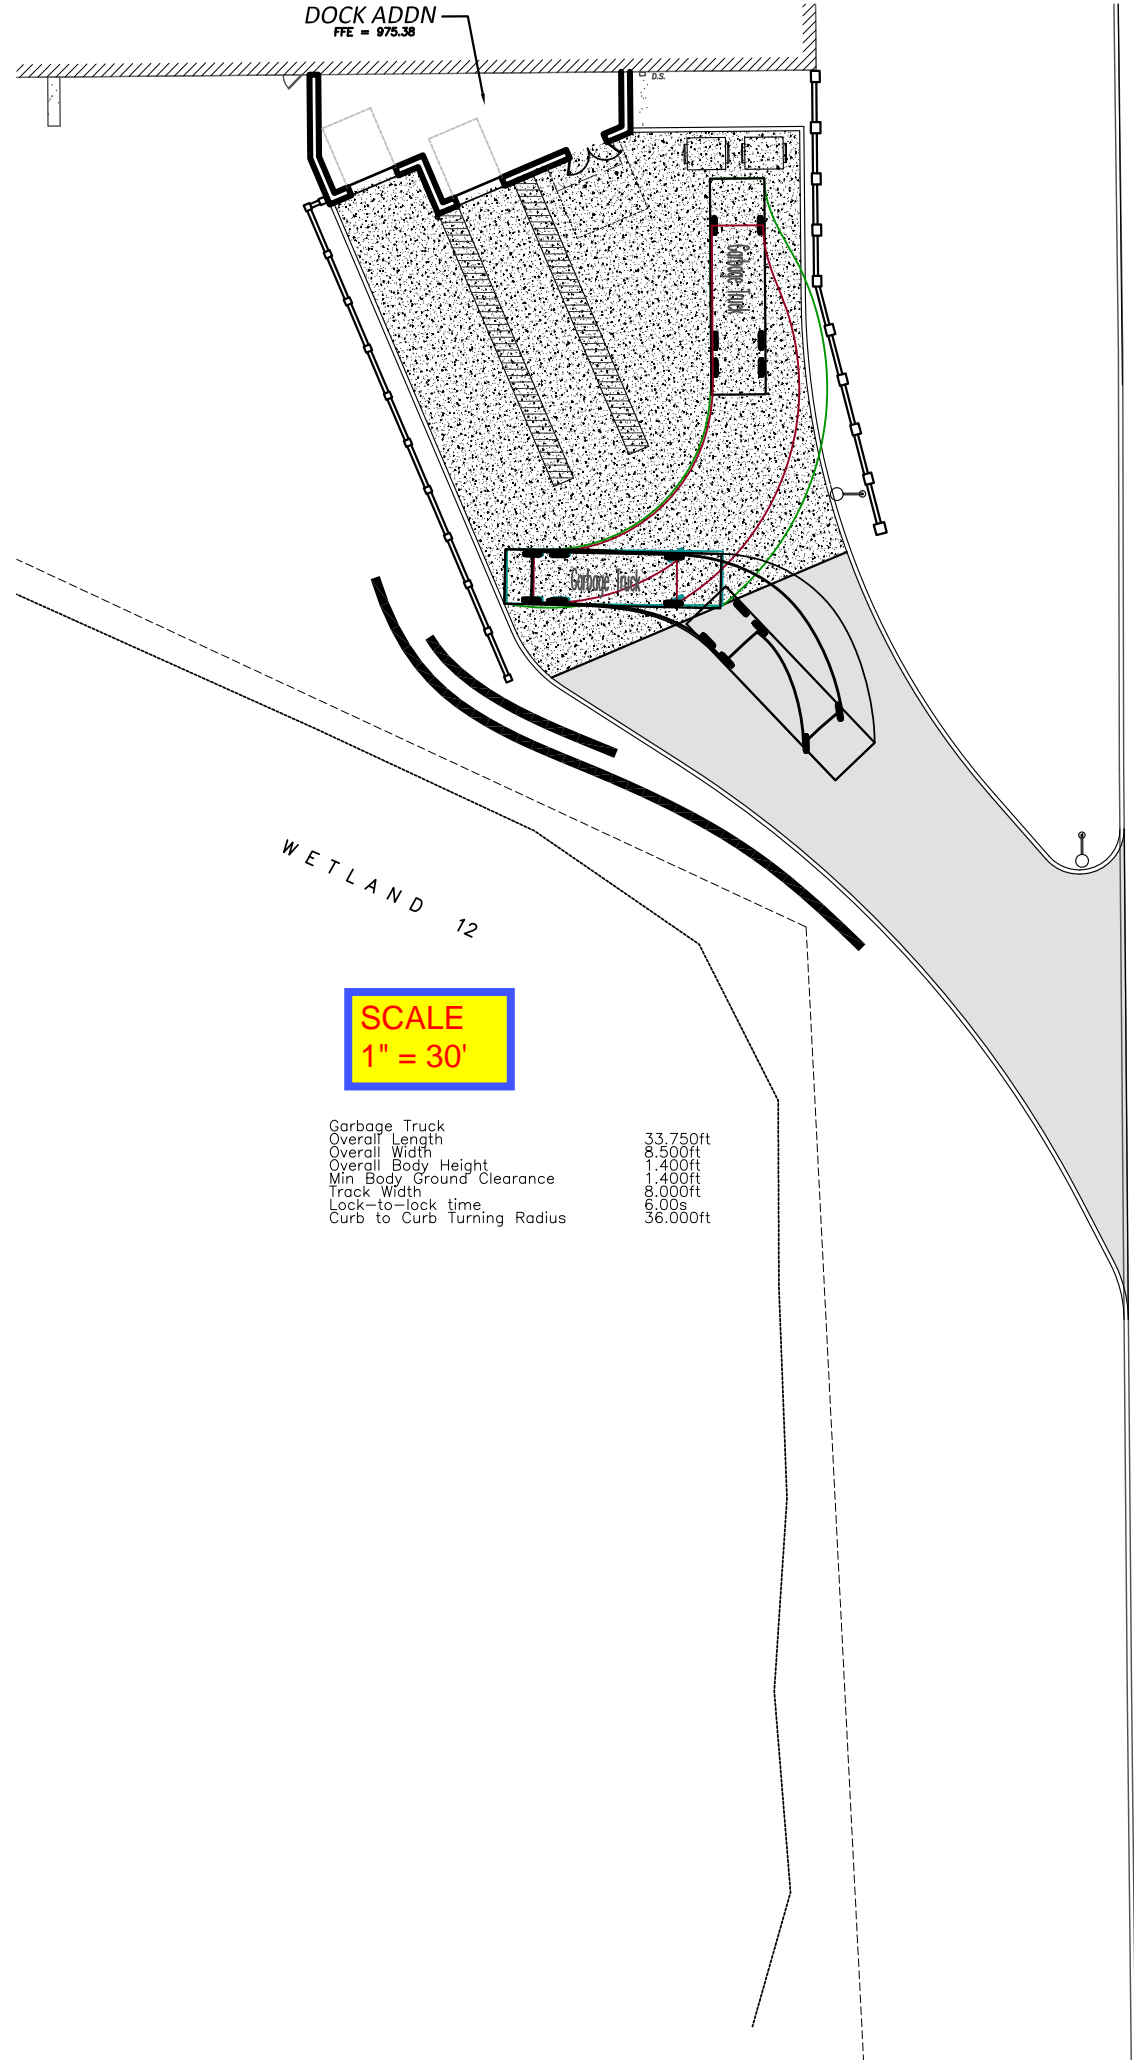 DOCK ADDN
FFE = 975.38
D.S.
Garbage Truck
Garbage Truck
WETLAND 12
SCALE
1" = 30'
Garbage Truck
Overall Length 33.750ft
Overall Width 8.500ft
Overall Body Height 1.400ft
Min Body Ground Clearance 1.400ft
Track Width 8.000ft
Lock-to-lock time 6.00s
Curb to Curb Turning Radius 36.000ft